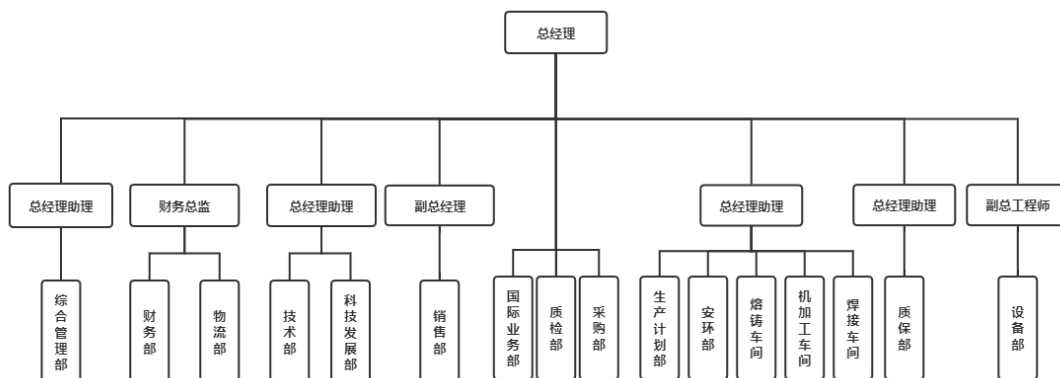 总经理
总经理助理
财务总监
总经理助理
副总经理
总经理助理
总经理助理
副总工程师
综合管理部
财务部
物流部
技术部
科技发展部
销售部
国际业务部
质检部
采购部
生产计划部
安环部
熔铸车间
机加工车间
焊接车间
质保部
设备部